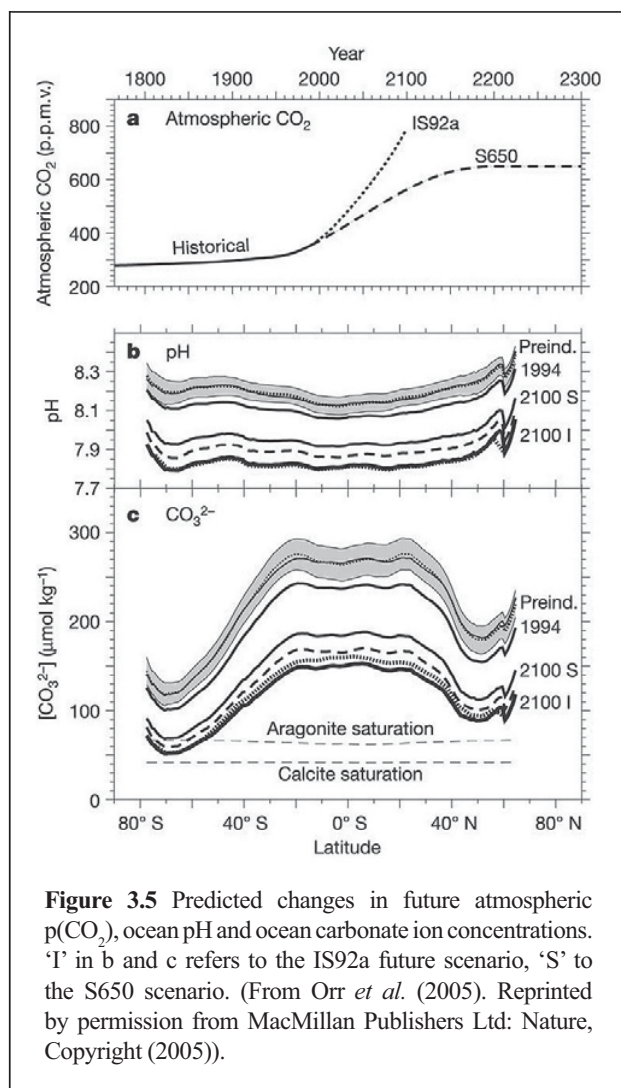 Year
1800 1900 2000 2100 2200 2300
a Atmospheric CO₂
IS92a
S650
Historical
Atmospheric CO₂ (p.p.m.v.)
800
600
400
200
b pH
Preind.
1994
2100 S
2100 I
pH
8.3
8.1
7.9
7.7
c CO₃²⁻
Preind.
1994
2100 S
2100 I
[CO₃²⁻] (µmol kg⁻¹)
300
200
100
0
Aragonite saturation
Calcite saturation
80° S 40° S 0° S 40° N 80° N
Latitude
Figure 3.5 Predicted changes in future atmospheric
p(CO₂), ocean pH and ocean carbonate ion concentrations.
‘I’ in b and c refers to the IS92a future scenario, ‘S’ to
the S650 scenario. (From Orr et al. (2005). Reprinted
by permission from MacMillan Publishers Ltd: Nature,
Copyright (2005)).